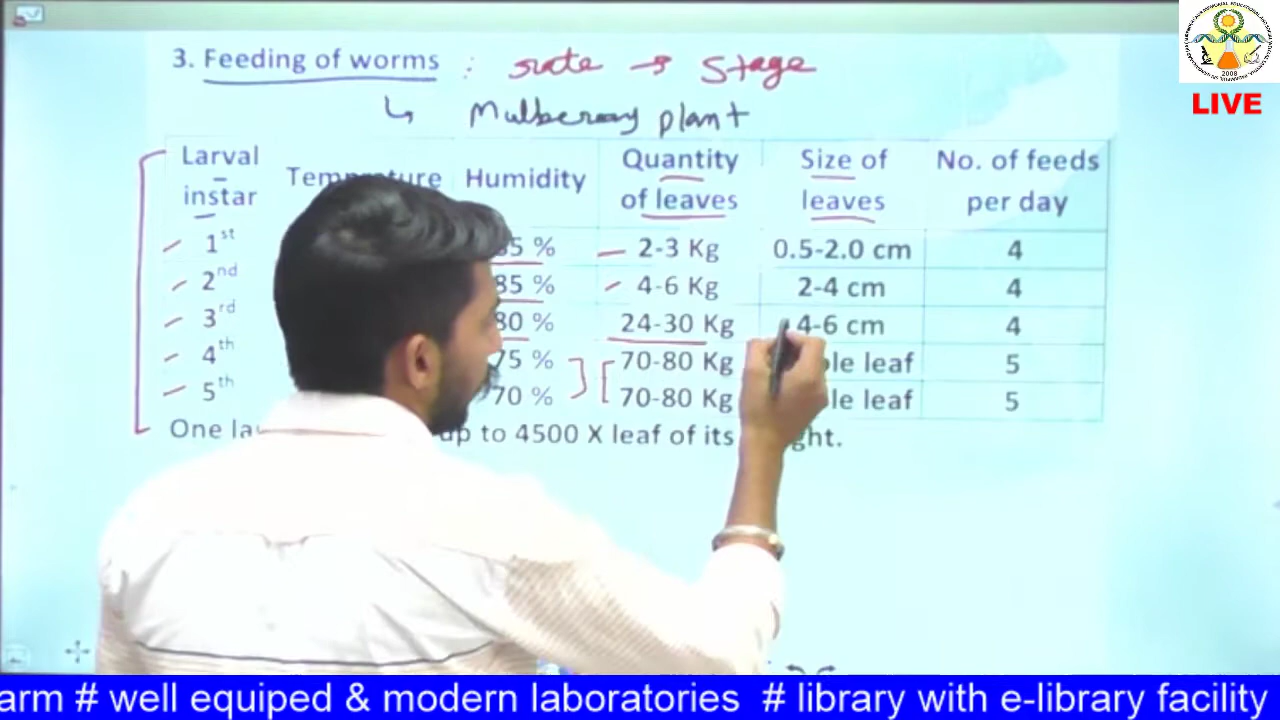 3. Feeding of worms : rate → stage
↳ Mulberry plant
LIVE
2008
Larval instar Humidity Quantity of leaves Size of leaves No. of feeds per day
1st 85 % 2-3 Kg 0.5-2.0 cm 4
2nd 85 % 4-6 Kg 2-4 cm 4
3rd 80 % 24-30 Kg 4-6 cm 4
4th 75 % 70-80 Kg leaf 5
5th 70 % 70-80 Kg leaf 5
One up to 4500 X leaf of its
arm # well equiped & modern laboratories # library with e-library facility